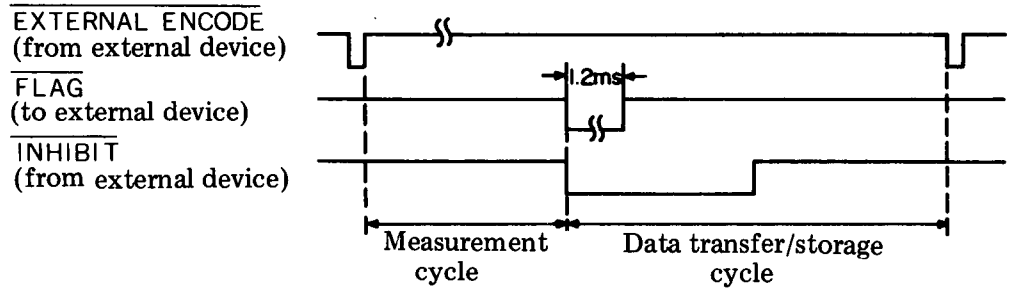 EXTERNAL ENCODE
(from external device)
1.2ms
FLAG
(to external device)
INHIBIT
(from external device)
Measurement
cycle
Data transfer/storage
cycle